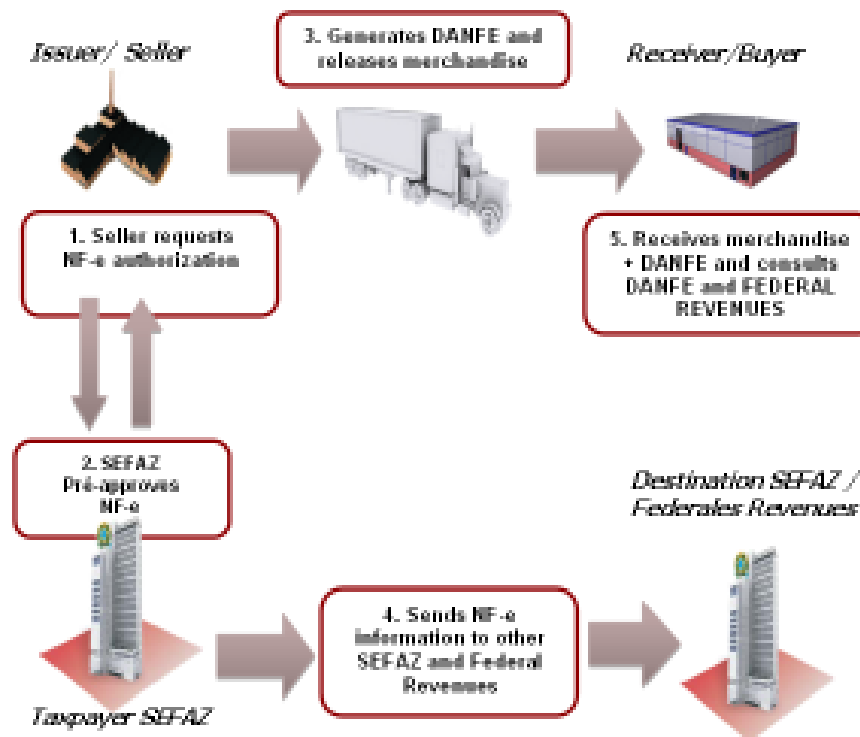 Issuer/ Seller
3. Generates DANFE and
releases merchandise
Receiver/Buyer
1. Seller requests
NF-e authorization
5. Receives merchandise
+ DANFE and consults
DANFE and FEDERAL
REVENUES
2. SEFAZ
Pré-approves
NF-e
Destination SEFAZ /
Federales Revenues
4. Sends NF-e
information to other
SEFAZ and Federal
Revenues
Taxpayer SEFAZ